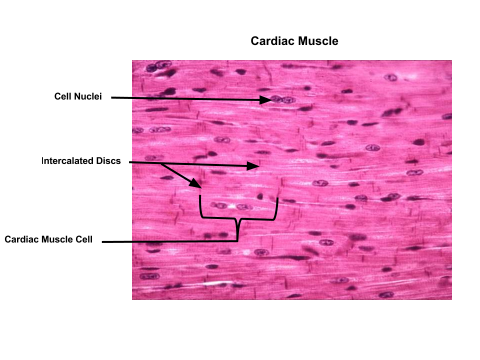 Cardiac Muscle
Cell Nuclei
Intercalated Discs
Cardiac Muscle Cell